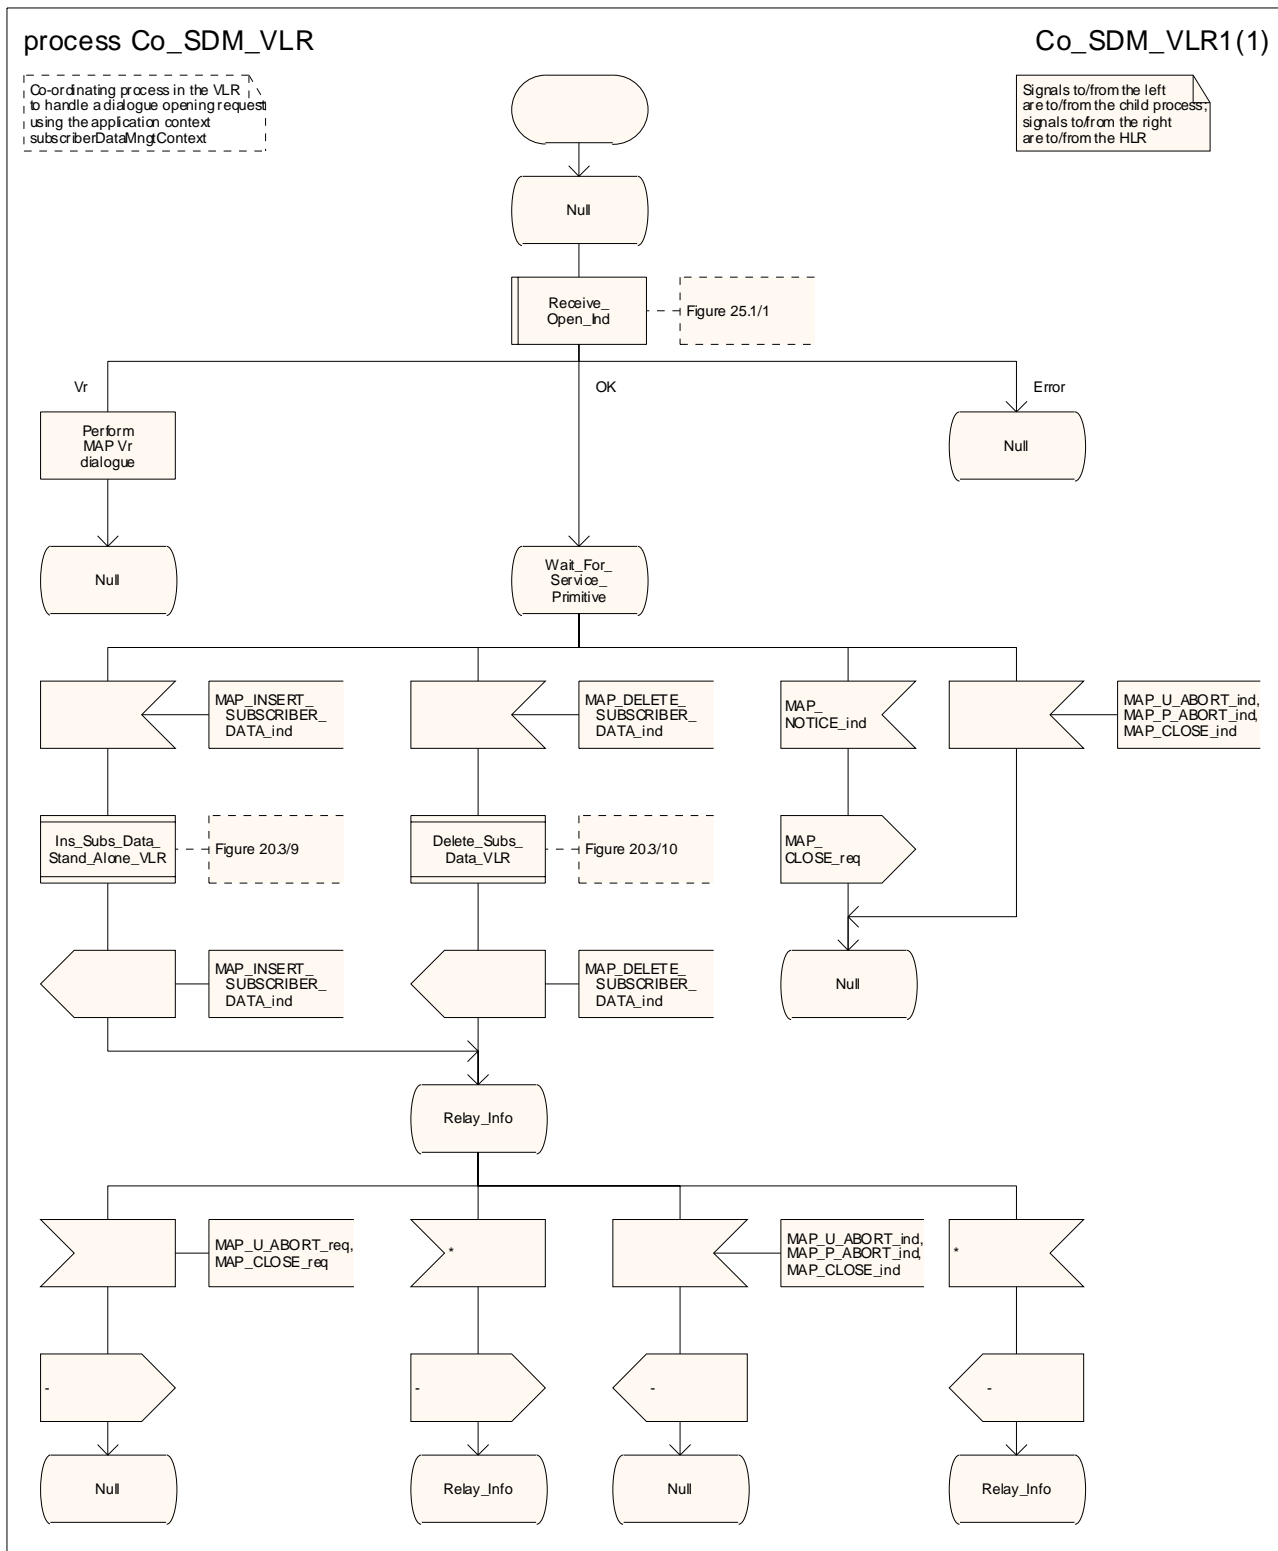 process Co_SDM_VLR
Co_SDM_VLR1(1)
Co-ordinating process in the VLR
to handle a dialogue opening request
using the application context
subscriberDataMngtContext
Signals to/from the left
are to/from the child process;
signals to/from the right
are to/from the HLR
Null
Receive_
Open_Ind
Figure 25.1/1
Vr
OK
Error
Perform
MAP Vr
dialogue
Null
Null
Wait_For_
Service_
Primitive
MAP_INSERT_
SUBSCRIBER_
DATA_ind
MAP_DELETE_
SUBSCRIBER_
DATA_ind
MAP_
NOTICE_ind
MAP_U_ABORT_ind,
MAP_P_ABORT_ind,
MAP_CLOSE_ind
Ins_Subs_Data_
Stand_Alone_VLR
Figure 20.3/9
Delete_Subs_
Data_VLR
Figure 20.3/10
MAP_
CLOSE_req
MAP_INSERT_
SUBSCRIBER_
DATA_ind
MAP_DELETE_
SUBSCRIBER_
DATA_ind
Null
Relay_Info
MAP_U_ABORT_req,
MAP_CLOSE_req
*
MAP_U_ABORT_ind,
MAP_P_ABORT_ind,
MAP_CLOSE_ind
*
-
-
-
-
Null
Relay_Info
Null
Relay_Info